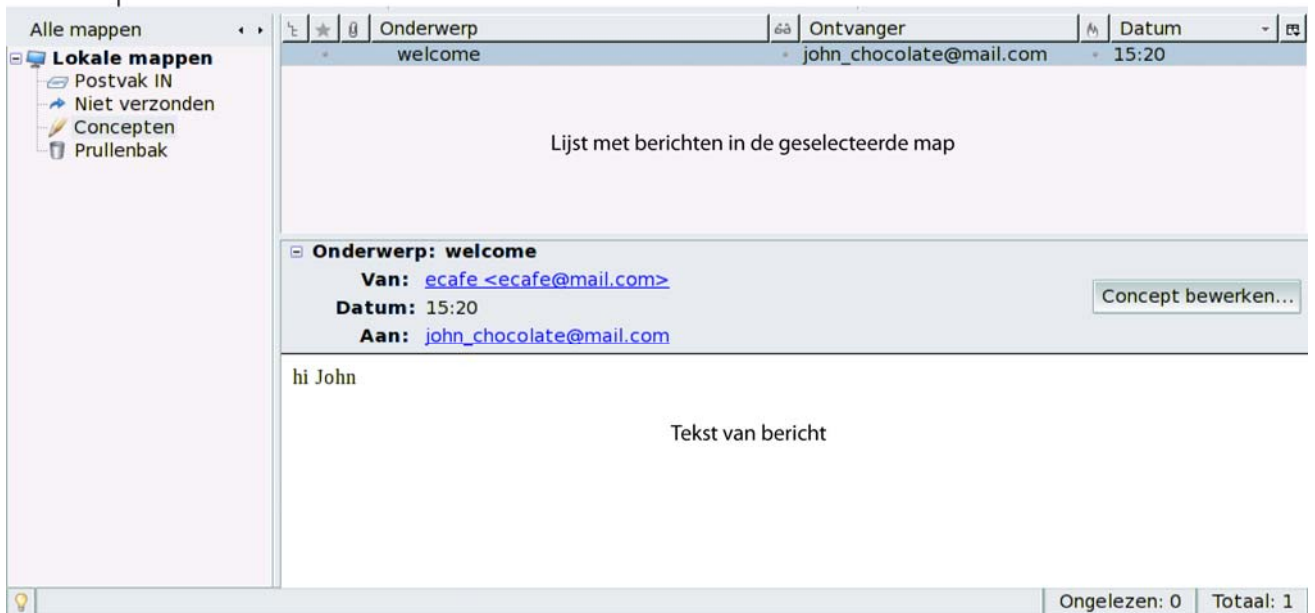 Alle mappen
Lokale mappen
Postvak IN
Niet verzonden
Concepten
Prullenbak
Onderwerp Ontvanger Datum
welcome john_chocolate@mail.com 15:20
Lijst met berichten in de geselecteerde map
Onderwerp: welcome
Van: ecafe <ecafe@mail.com>
Datum: 15:20
Aan: john_chocolate@mail.com
Concept bewerken...
hi John
Tekst van bericht
Ongelezen: 0 Totaal: 1